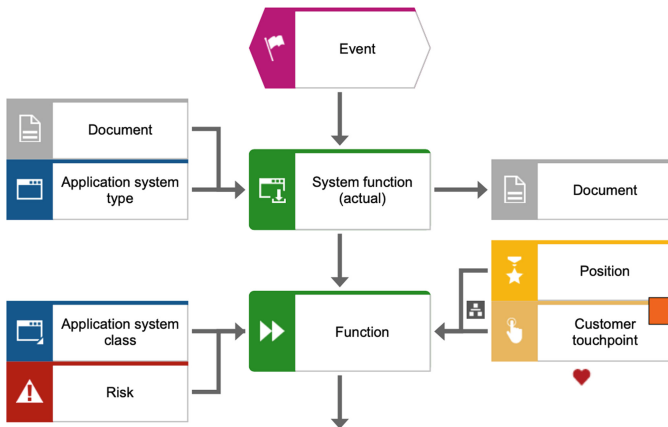 Event
Document
Application system
type
System function
(actual)
Document
Position
Application system
class
Function
Customer
touchpoint
Risk